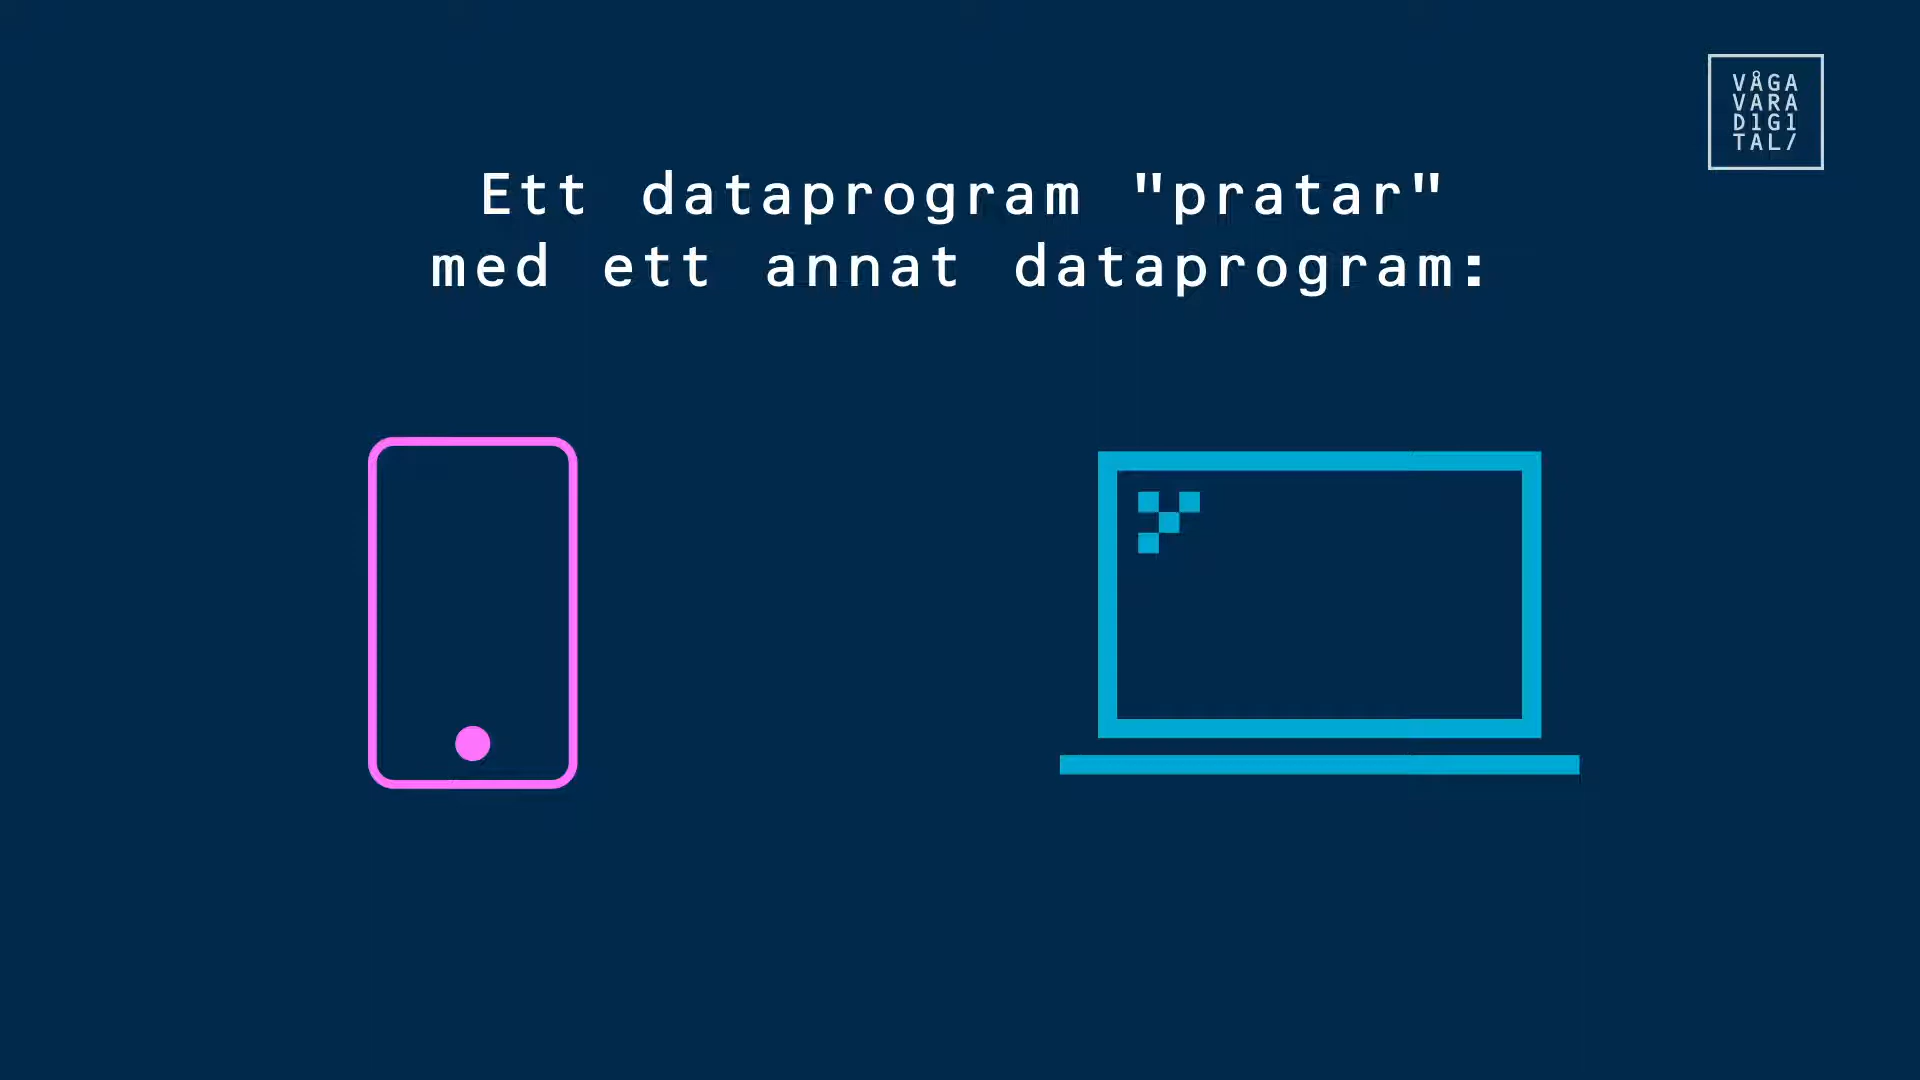 VÅGA
VARA
D1G1
TAL/
Ett dataprogram "pratar"
med ett annat dataprogram: